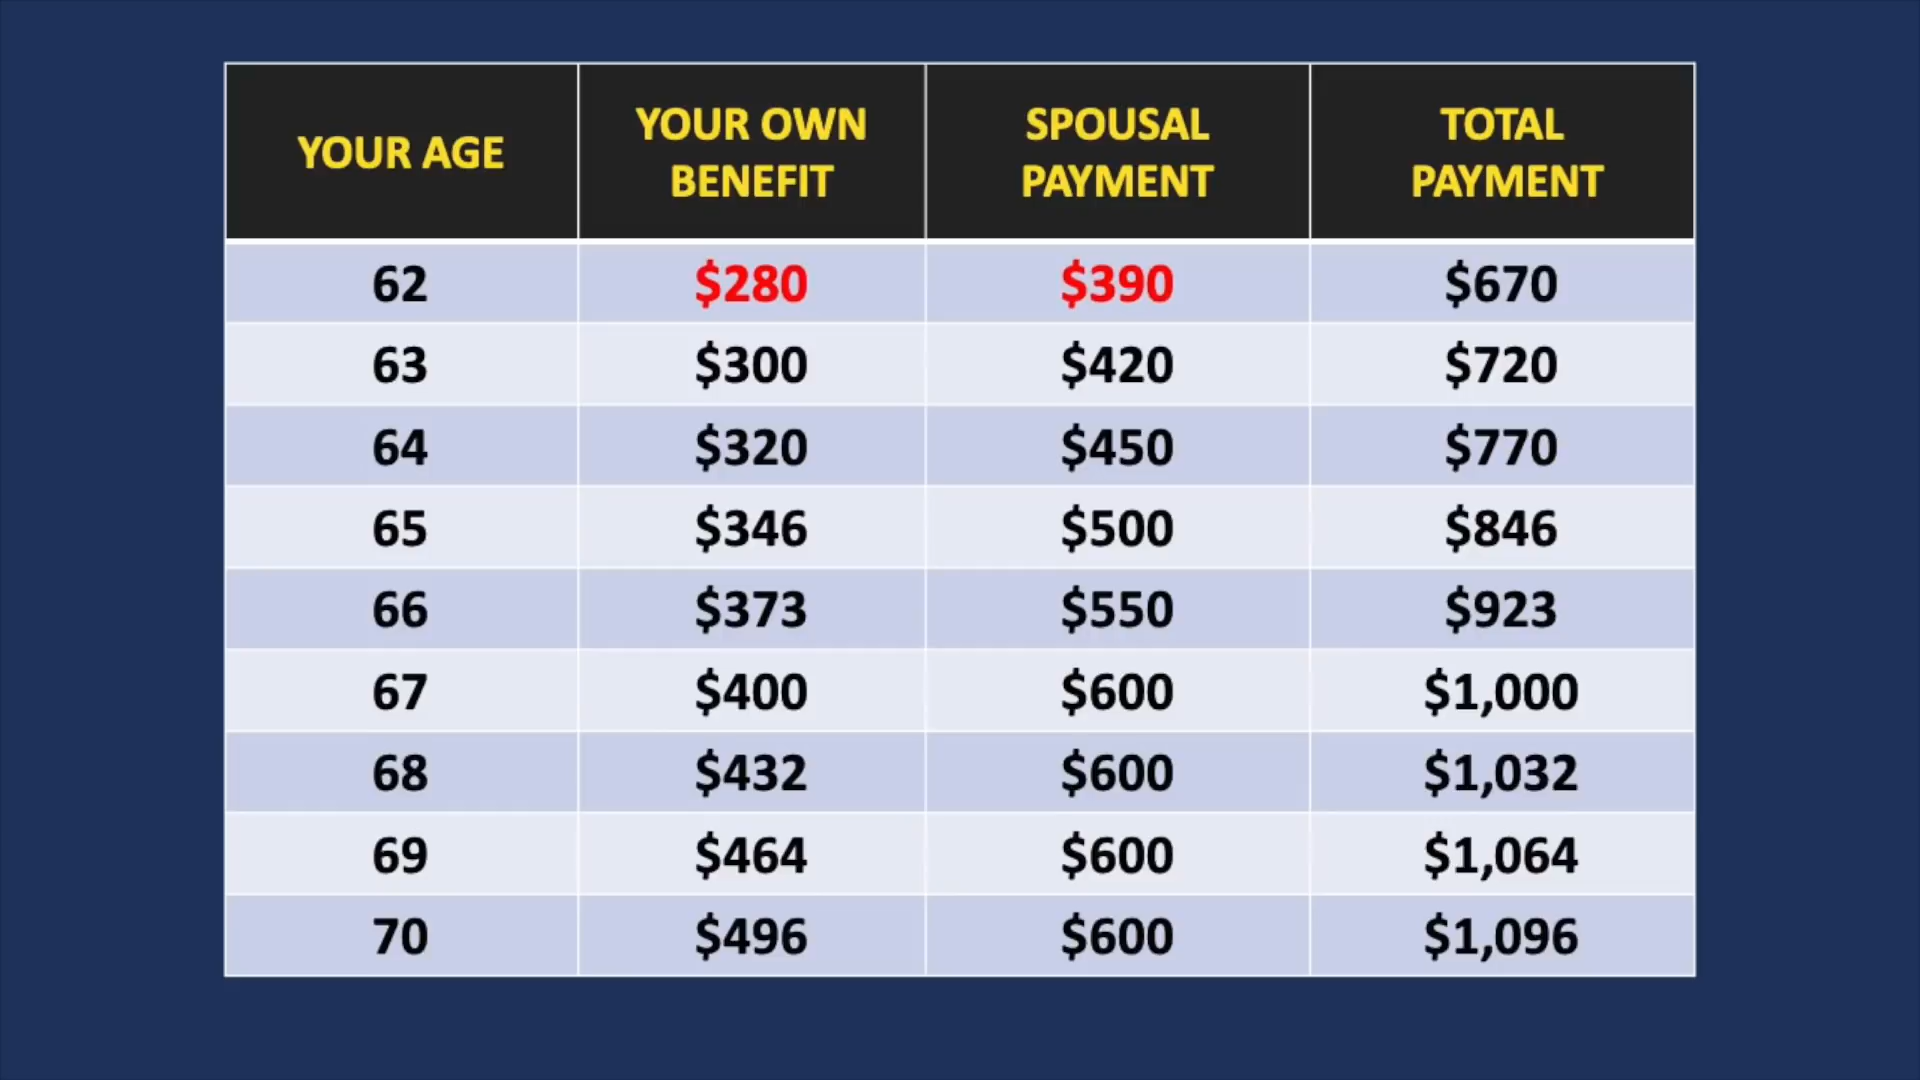 YOUR AGE YOUR OWN BENEFIT SPOUSAL PAYMENT TOTAL PAYMENT
62 $280 $390 $670
63 $300 $420 $720
64 $320 $450 $770
65 $346 $500 $846
66 $373 $550 $923
67 $400 $600 $1,000
68 $432 $600 $1,032
69 $464 $600 $1,064
70 $496 $600 $1,096